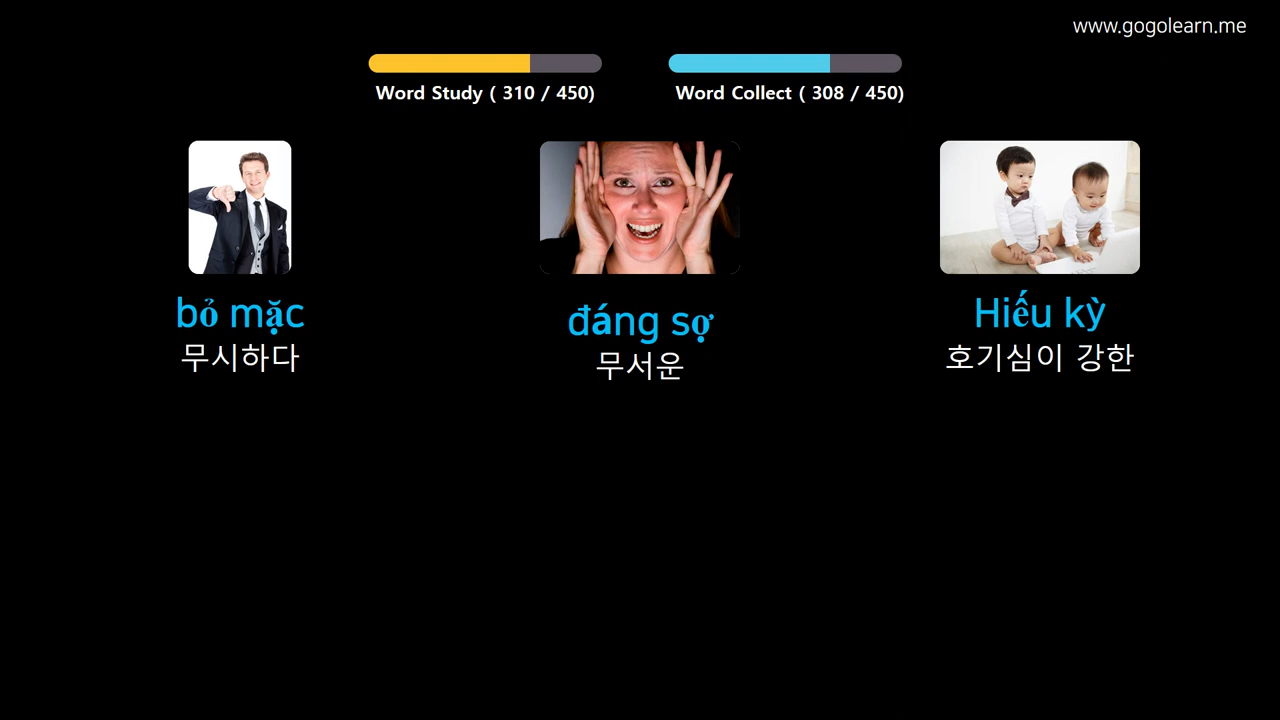 www.gogolearn.me
Word Study ( 310 / 450)
Word Collect ( 308 / 450)
bỏ mặc
무시하다
đáng sợ
무서운
Hiếu kỳ
호기심이 강한